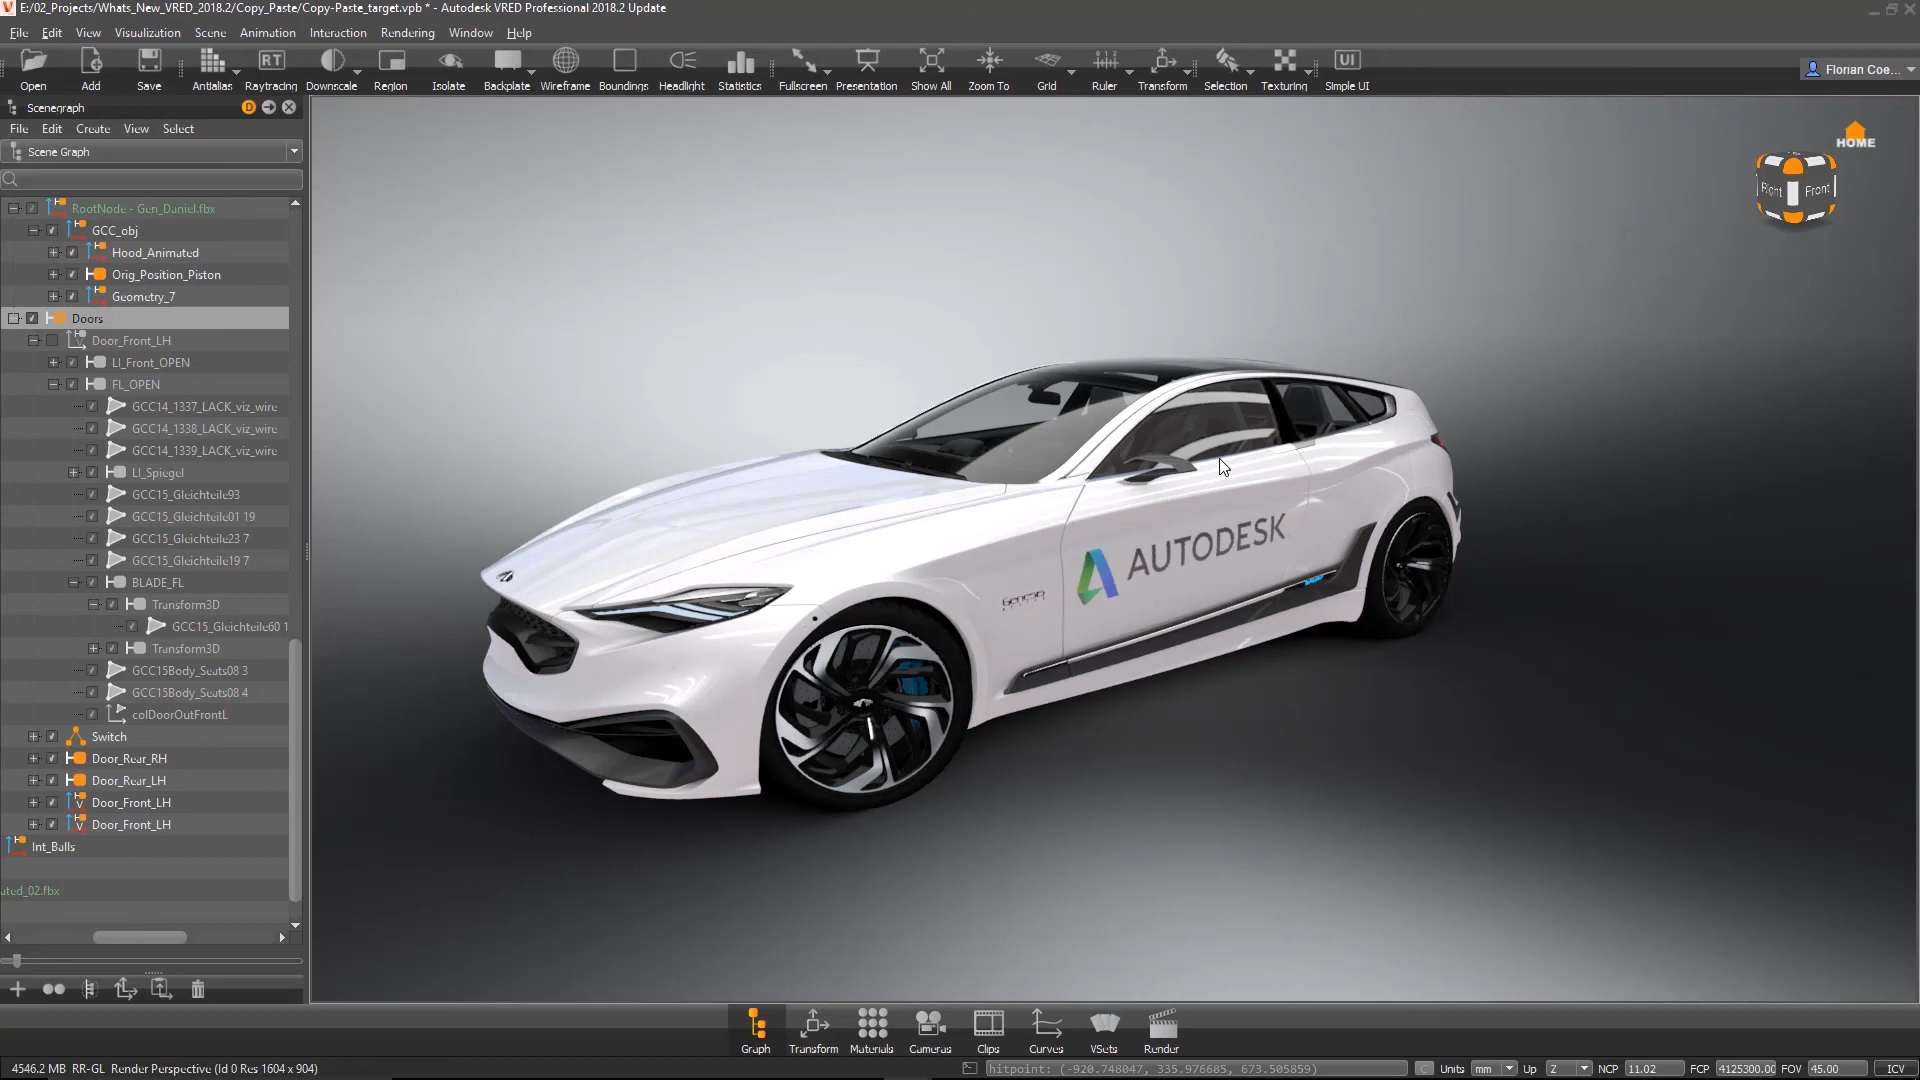 E:/02_Projects/Whats_New_VRED_2018.2/Copy_Paste/Copy-Paste_target.vpb * - Autodesk VRED Professional 2018.2 Update
File Edit View Visualization Scene Animation Interaction Rendering Window Help
Open Add Save Antialias Raytracing Downscale Region Isolate Backplate Wireframe Boundings Headlight Statistics Fullscreen Presentation Show All Zoom To Grid Ruler Transform Selection Texturing Simple UI
RT
UI
Florian Coe...
Scenegraph
D
File Edit Create View Select
Scene Graph
HOME
Right Front
RootNode - Gen_Daniel.fbx
GCC_obj
Hood_Animated
Orig_Position_Piston
Geometry_7
Doors
Door_Front_LH
LI_Front_OPEN
FL_OPEN
GCC14_1337_LACK_viz_wire
GCC14_1338_LACK_viz_wire
GCC14_1339_LACK_viz_wire
LI_Spiegel
GCC15_Gleichteile93
GCC15_Gleichteile01 19
GCC15_Gleichteile23 7
GCC15_Gleichteile19 7
BLADE_FL
Transform3D
GCC15_Gleichteile60 1
Transform3D
GCC15Body_Seats08 3
GCC15Body_Seats08 4
colDoorOutFrontL
Switch
Door_Rear_RH
Door_Rear_LH
Door_Front_LH
Door_Front_LH
Int_Balls
ated_02.fbx
AUTODESK
Graph Transform Materials Cameras Clips Curves VSets Render
4546.2 MB RR-GL Render Perspective (Id 0 Res 1604 x 904)
hitpoint: (-920.748047, 335.976685, 673.505859)
C Units mm Up Z NCP 11.02 FCP 4125300.00 FOV 45.00 ICV